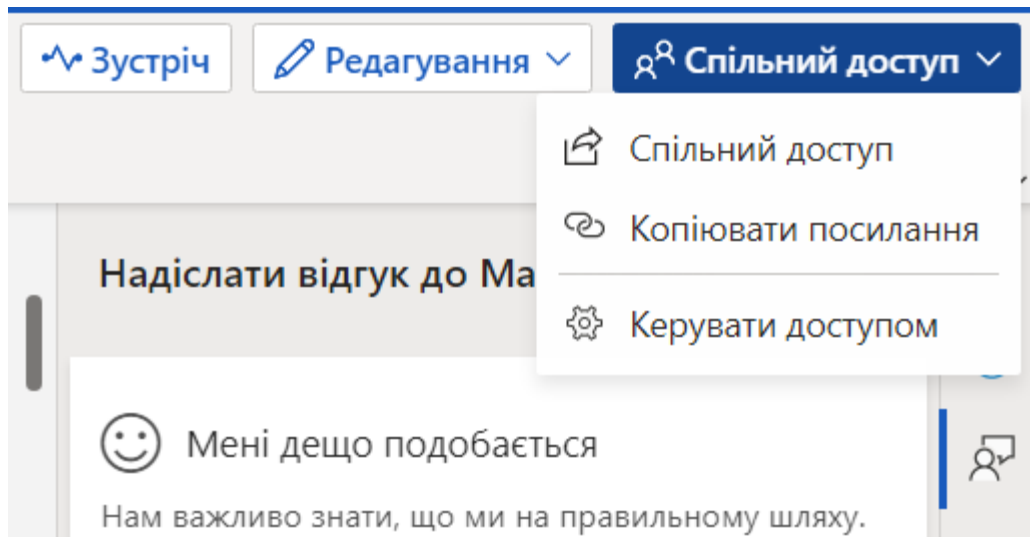 Зустріч
Редагування
Спільний доступ
Спільний доступ
Копіювати посилання
Керувати доступом
Надіслати відгук до Ma
Мені дещо подобається
Нам важливо знати, що ми на правильному шляху.